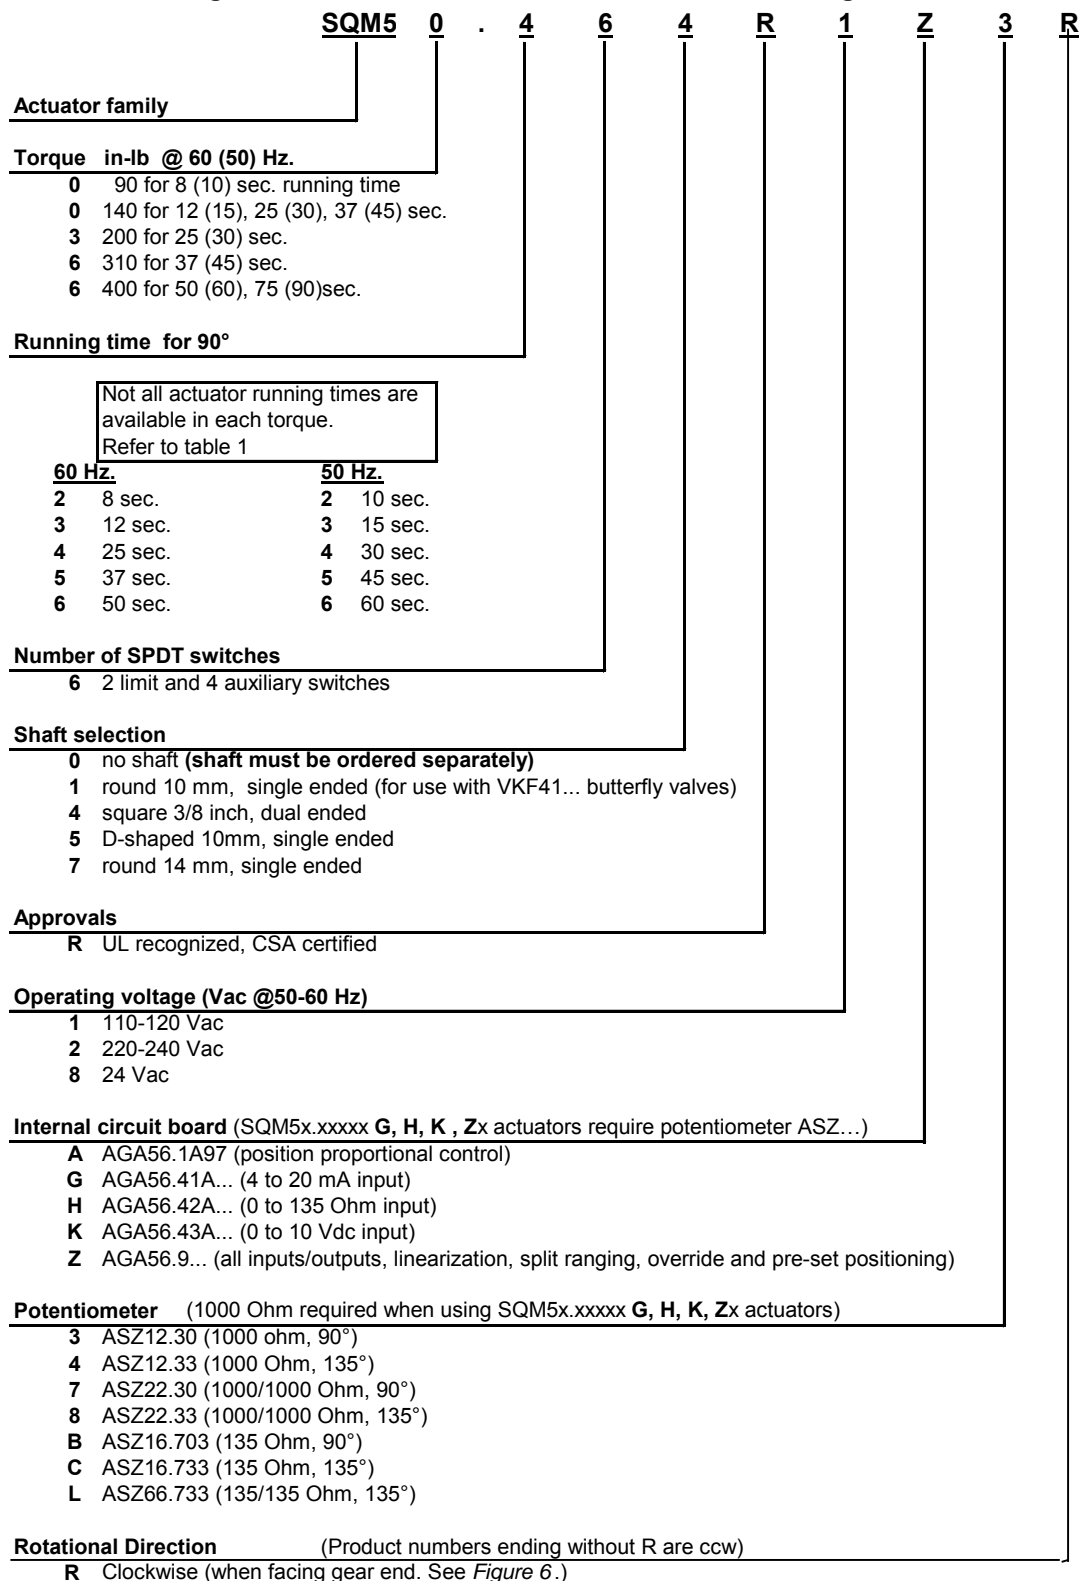 SQM5 0 . 4 6 4 R 1 Z 3 R
Actuator family
Torque in-lb @ 60 (50) Hz.
0 90 for 8 (10) sec. running time
0 140 for 12 (15), 25 (30), 37 (45) sec.
3 200 for 25 (30) sec.
6 310 for 37 (45) sec.
6 400 for 50 (60), 75 (90)sec.
Running time for 90°
Not all actuator running times are
available in each torque.
Refer to table 1
60 Hz. 50 Hz.
2 8 sec. 2 10 sec.
3 12 sec. 3 15 sec.
4 25 sec. 4 30 sec.
5 37 sec. 5 45 sec.
6 50 sec. 6 60 sec.
Number of SPDT switches
6 2 limit and 4 auxiliary switches
Shaft selection
0 no shaft (shaft must be ordered separately)
1 round 10 mm, single ended (for use with VKF41... butterfly valves)
4 square 3/8 inch, dual ended
5 D-shaped 10mm, single ended
7 round 14 mm, single ended
Approvals
R UL recognized, CSA certified
Operating voltage (Vac @50-60 Hz)
1 110-120 Vac
2 220-240 Vac
8 24 Vac
Internal circuit board (SQM5x.xxxxx G, H, K , Zx actuators require potentiometer ASZ…)
A AGA56.1A97 (position proportional control)
G AGA56.41A... (4 to 20 mA input)
H AGA56.42A... (0 to 135 Ohm input)
K AGA56.43A... (0 to 10 Vdc input)
Z AGA56.9... (all inputs/outputs, linearization, split ranging, override and pre-set positioning)
Potentiometer (1000 Ohm required when using SQM5x.xxxxx G, H, K, Zx actuators)
3 ASZ12.30 (1000 ohm, 90°)
4 ASZ12.33 (1000 Ohm, 135°)
7 ASZ22.30 (1000/1000 Ohm, 90°)
8 ASZ22.33 (1000/1000 Ohm, 135°)
B ASZ16.703 (135 Ohm, 90°)
C ASZ16.733 (135 Ohm, 135°)
L ASZ66.733 (135/135 Ohm, 135°)
Rotational Direction (Product numbers ending without R are ccw)
R Clockwise (when facing gear end. See Figure 6.)